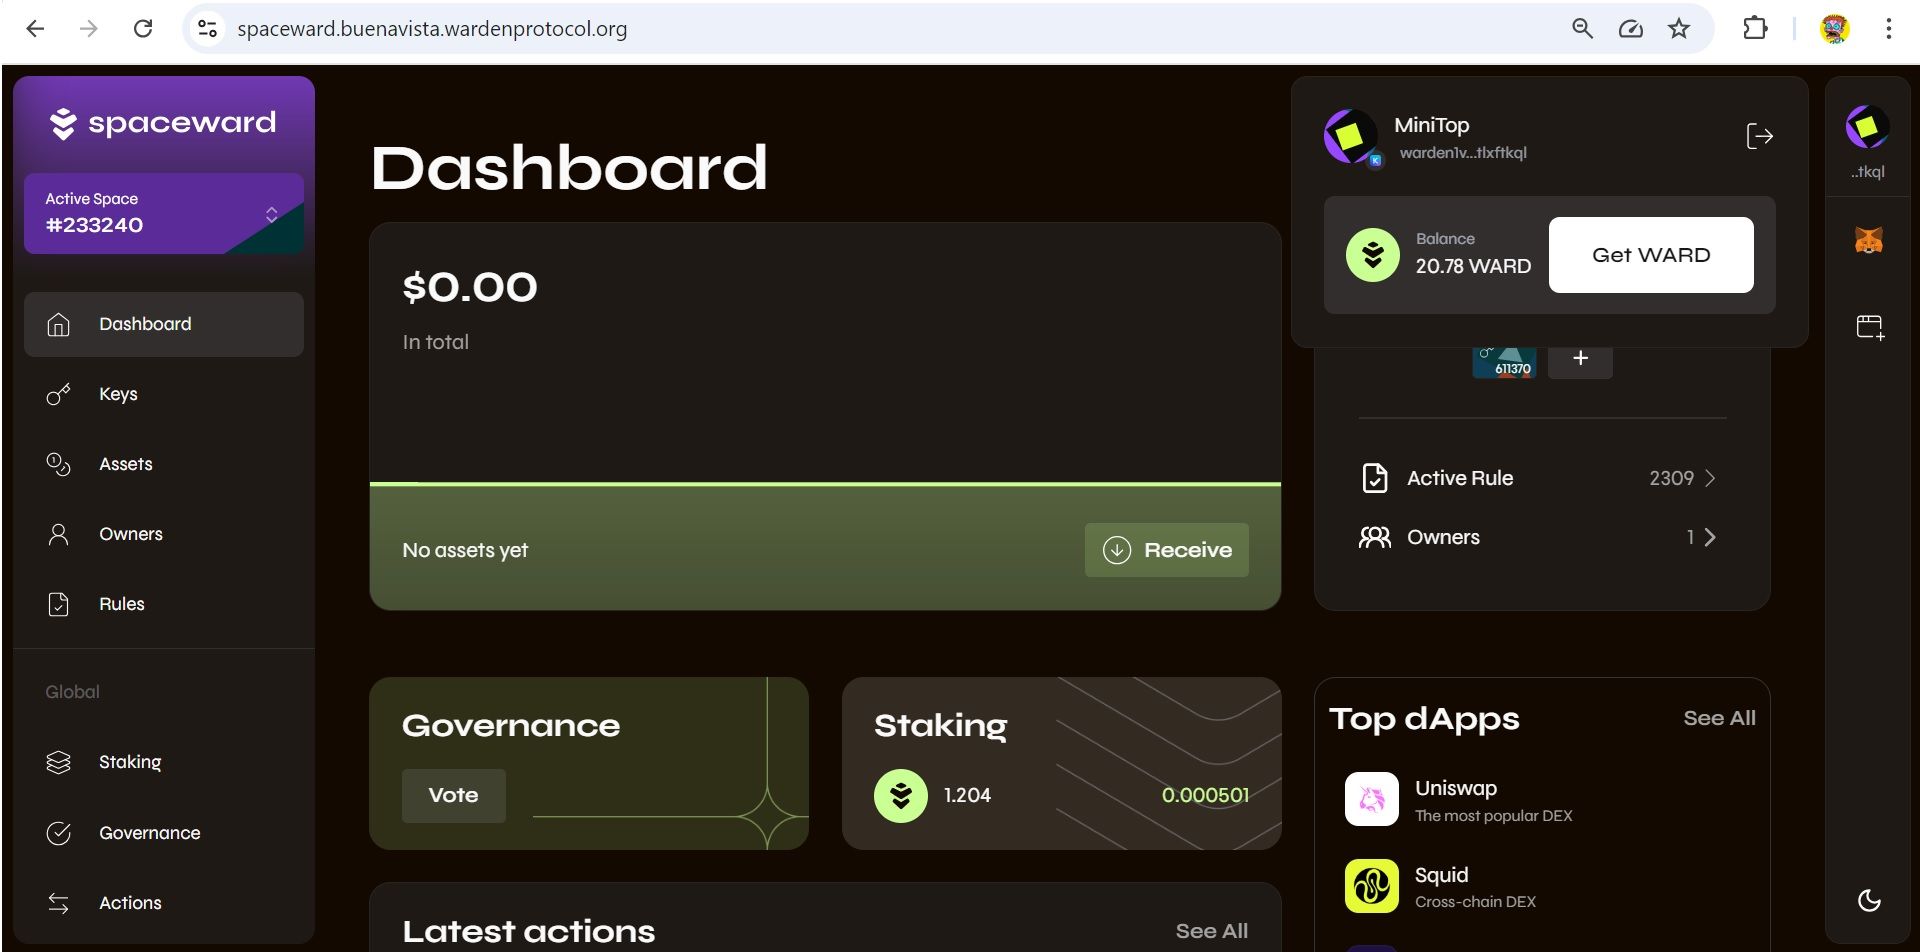 spaceward.buenavista.wardenprotocol.org
spaceward
Active Space
#233240
Dashboard
Keys
Assets
Owners
Rules
Global
Staking
Governance
Actions
Dashboard
$0.00
In total
No assets yet
Receive
MiniTop
warden1v...tlxftkql
Balance
20.78 WARD
Get WARD
..tkql
611370
+
Active Rule
2309
Owners
1
Governance
Vote
Staking
1.204
0.000501
Top dApps
See All
Uniswap
The most popular DEX
Squid
Cross-chain DEX
Latest actions
See All